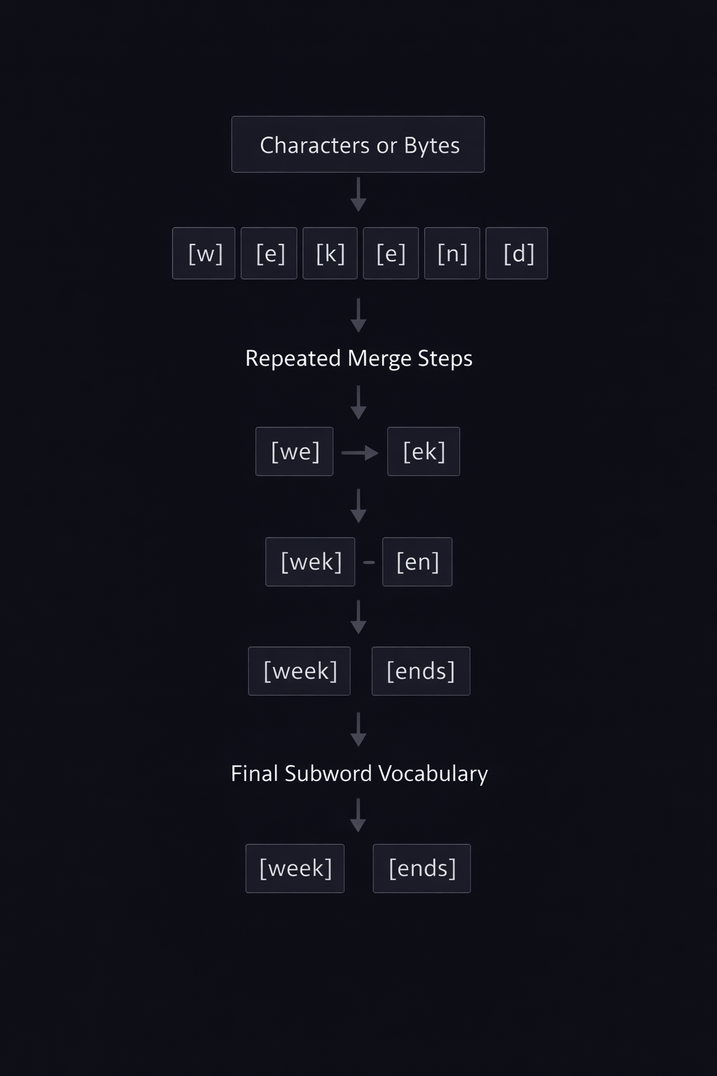 Characters or Bytes
[w] [e] [k] [e] [n] [d]
Repeated Merge Steps
[we] [ek]
[wek] [en]
[week] [ends]
Final Subword Vocabulary
[week] [ends]